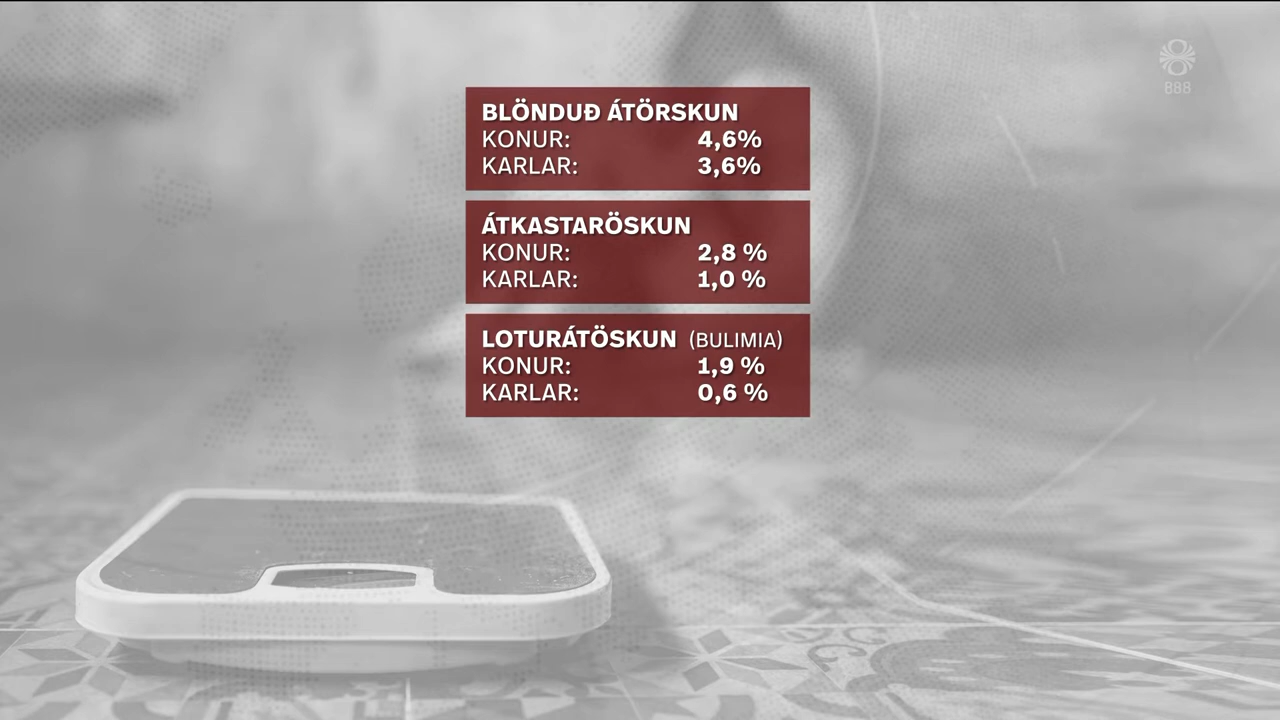 BLÖNDUÐ ÁTÖRSKUN
KONUR: 4,6%
KARLAR: 3,6%
ÁTKASTARÖSKUN
KONUR: 2,8 %
KARLAR: 1,0 %
LOTURÁTÖSKUN (BULIMIA)
KONUR: 1,9 %
KARLAR: 0,6 %